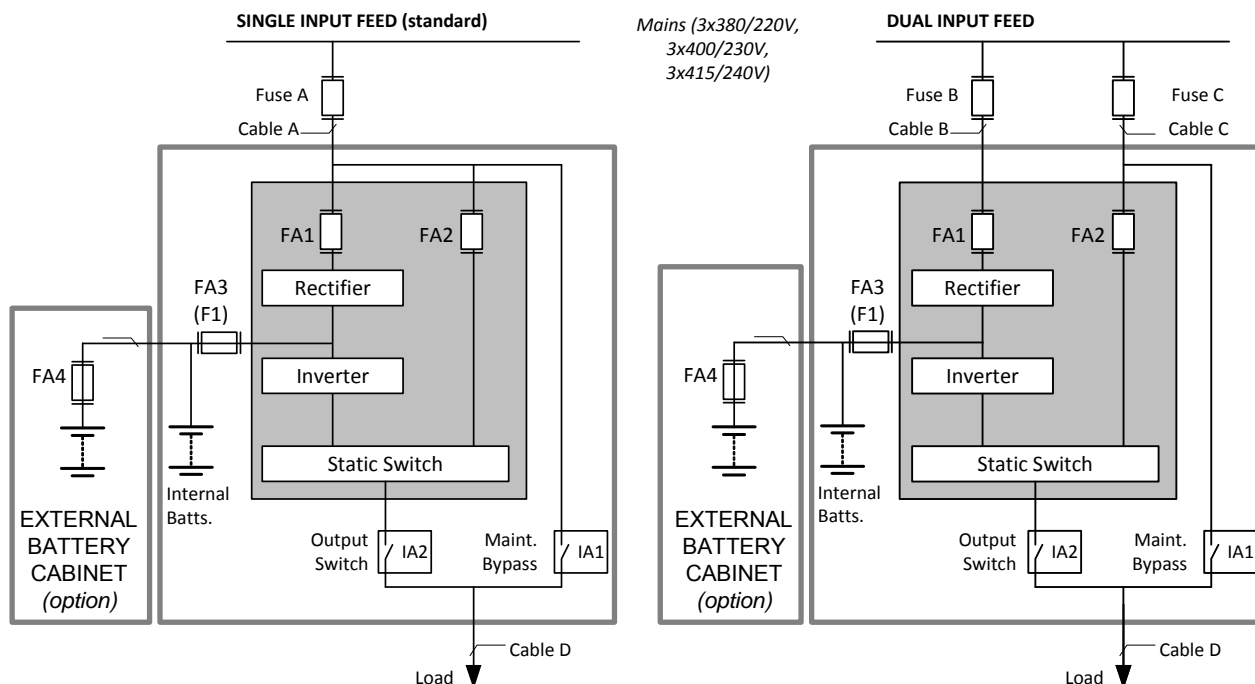 SINGLE INPUT FEED (standard)
Mains (3x380/220V,
3x400/230V,
3x415/240V)
DUAL INPUT FEED
Fuse A
Cable A
FA1
FA2
Rectifier
FA3
(F1)
Inverter
FA4
Static Switch
Internal
Batts.
EXTERNAL
BATTERY
CABINET
(option)
Output
Switch
IA2
Maint.
Bypass
IA1
Cable D
Load
Fuse B
Fuse C
Cable B
Cable C
FA1
FA2
Rectifier
FA3
(F1)
Inverter
FA4
Static Switch
Internal
Batts.
EXTERNAL
BATTERY
CABINET
(option)
Output
Switch
IA2
Maint.
Bypass
IA1
Cable D
Load